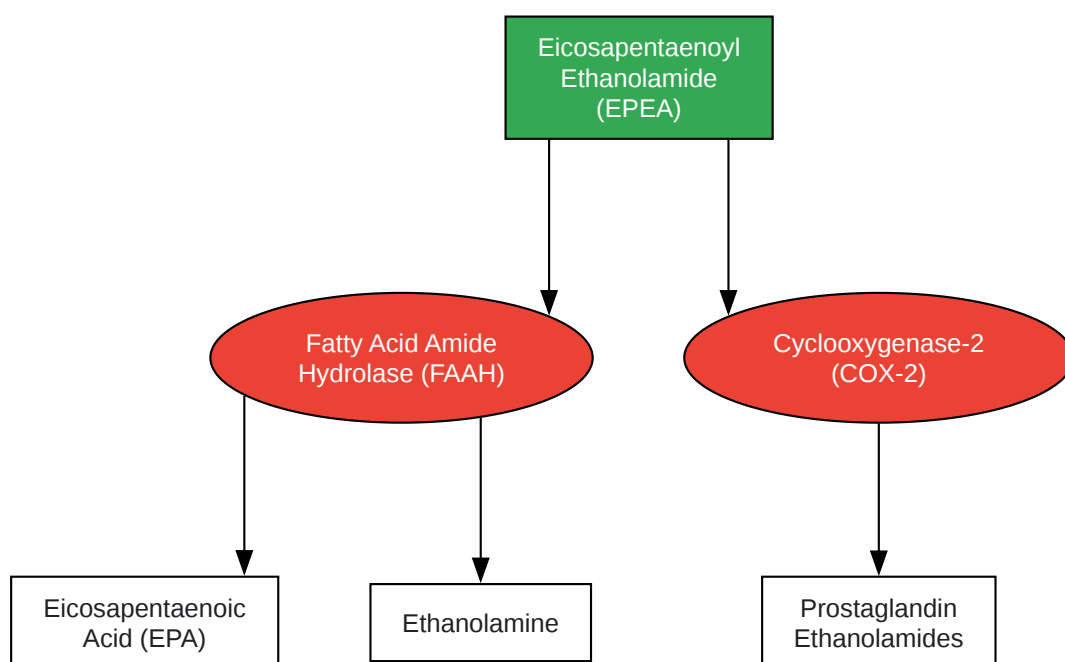 Eicosapentaenoyl
Ethanolamide
(EPEA)
Fatty Acid Amide
Hydrolase (FAAH)
Cyclooxygenase-2
(COX-2)
Eicosapentaenoic
Acid (EPA)
Ethanolamine
Prostaglandin
Ethanolamides